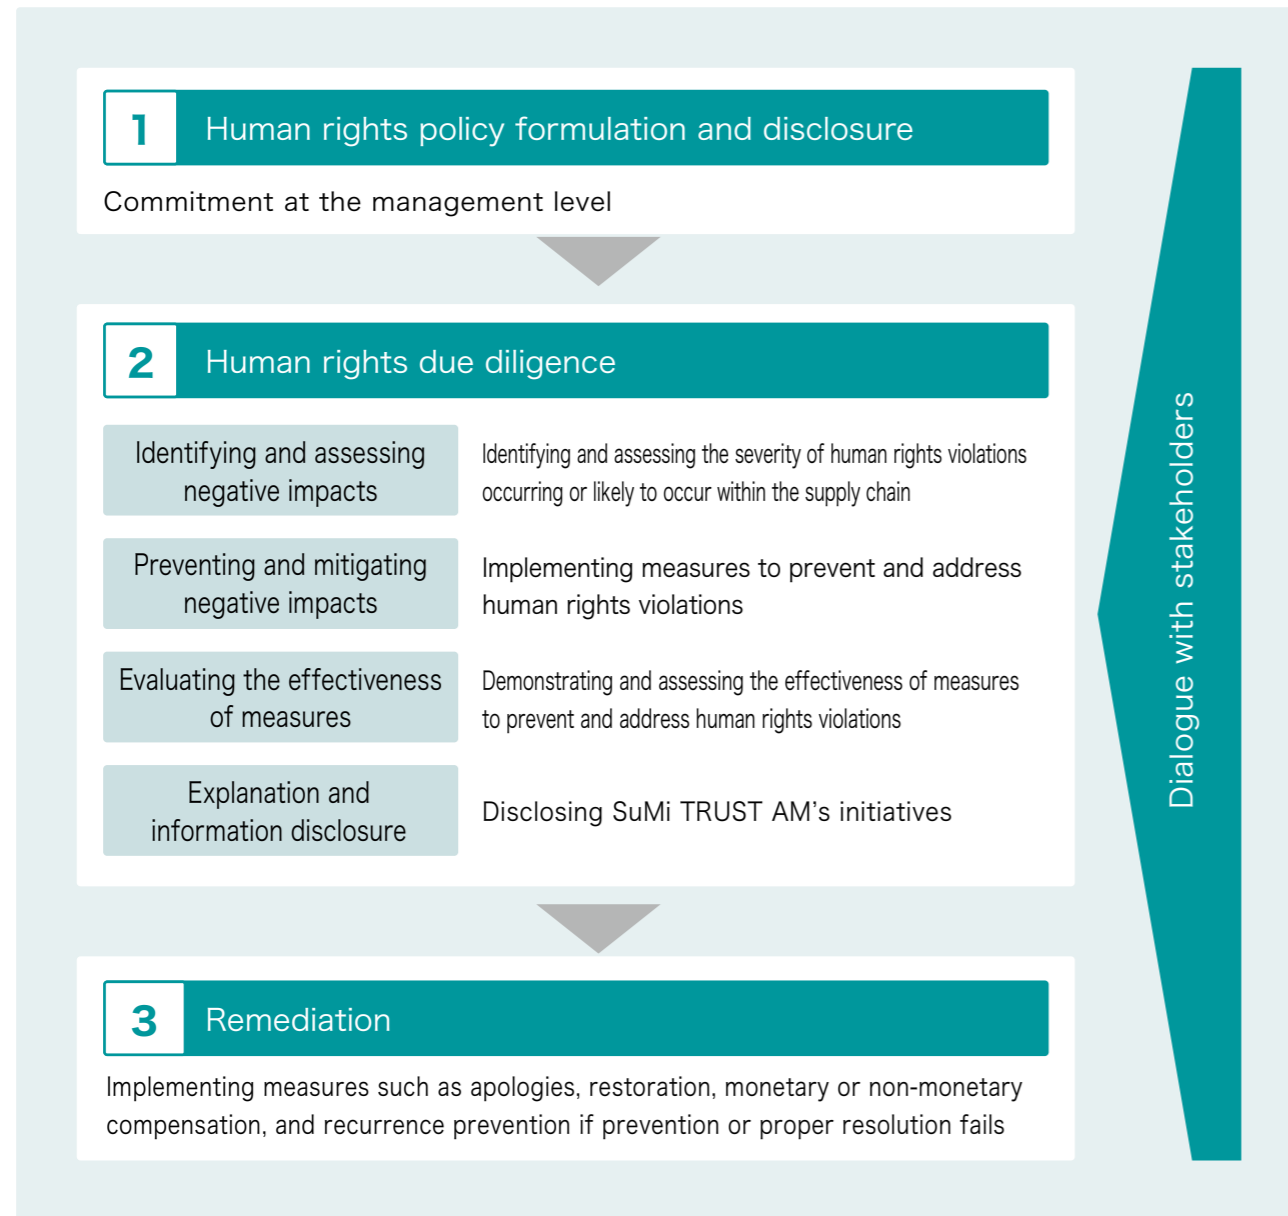 1
Human rights policy formulation and disclosure
Commitment at the management level
2
Human rights due diligence
Identifying and assessing
negative impacts
Identifying and assessing the severity of human rights violations
occurring or likely to occur within the supply chain
Preventing and mitigating
negative impacts
Implementing measures to prevent and address
human rights violations
Evaluating the effectiveness
of measures
Demonstrating and assessing the effectiveness of measures
to prevent and address human rights violations
Explanation and
information disclosure
Disclosing SuMi TRUST AM’s initiatives
3
Remediation
Implementing measures such as apologies, restoration, monetary or non-monetary
compensation, and recurrence prevention if prevention or proper resolution fails
Dialogue with stakeholders